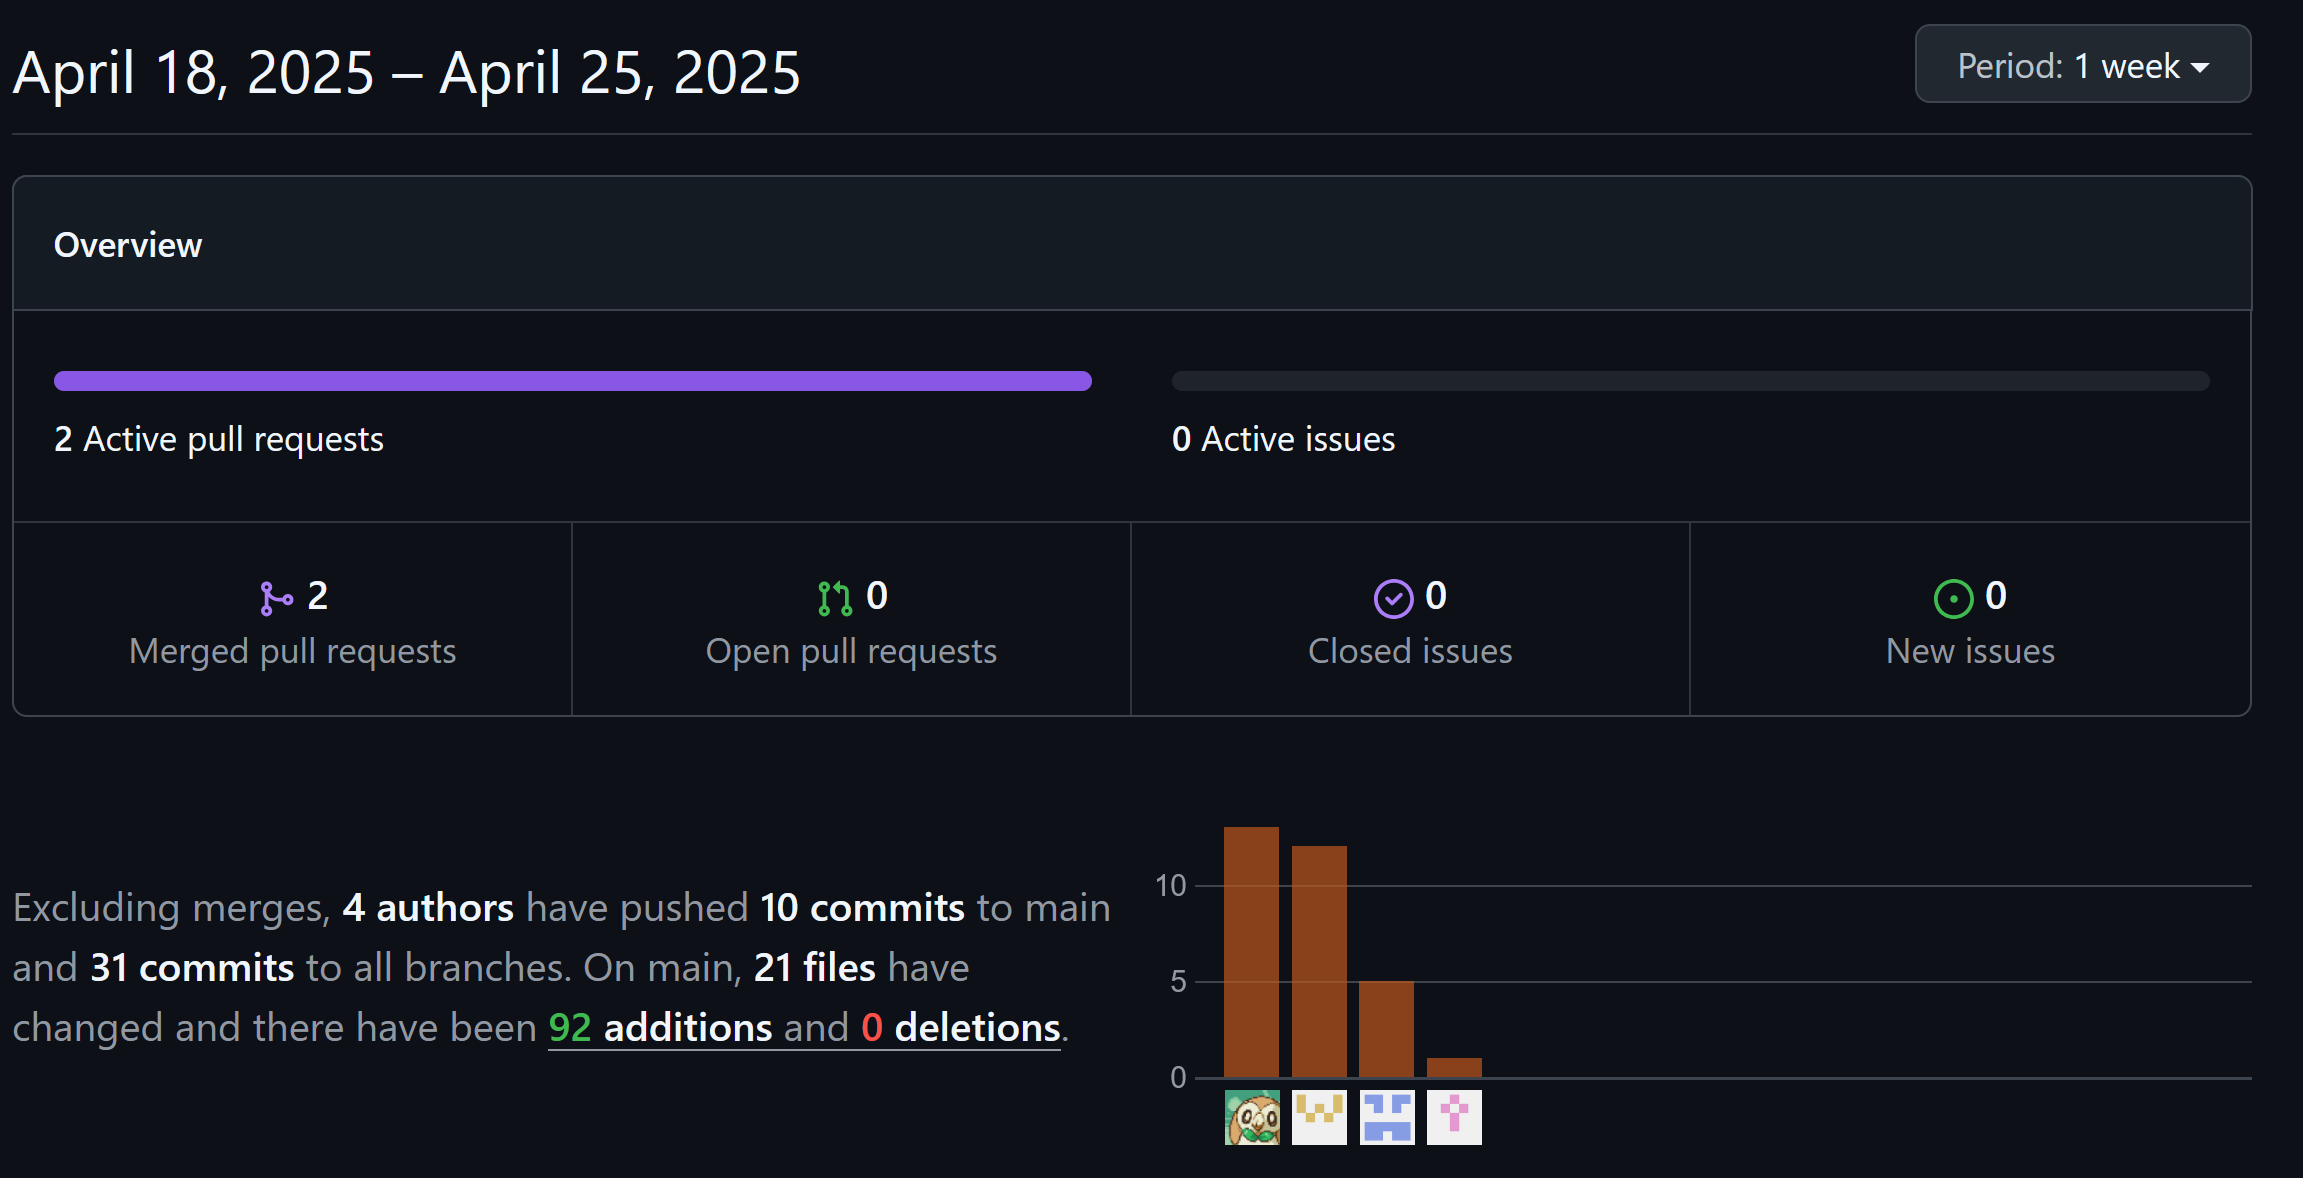 April 18, 2025 – April 25, 2025
Period: 1 week
Overview
2 Active pull requests
0 Active issues
2
Merged pull requests
0
Open pull requests
0
Closed issues
0
New issues
Excluding merges, 4 authors have pushed 10 commits to main
and 31 commits to all branches. On main, 21 files have
changed and there have been 92 additions and 0 deletions.
10
5
0